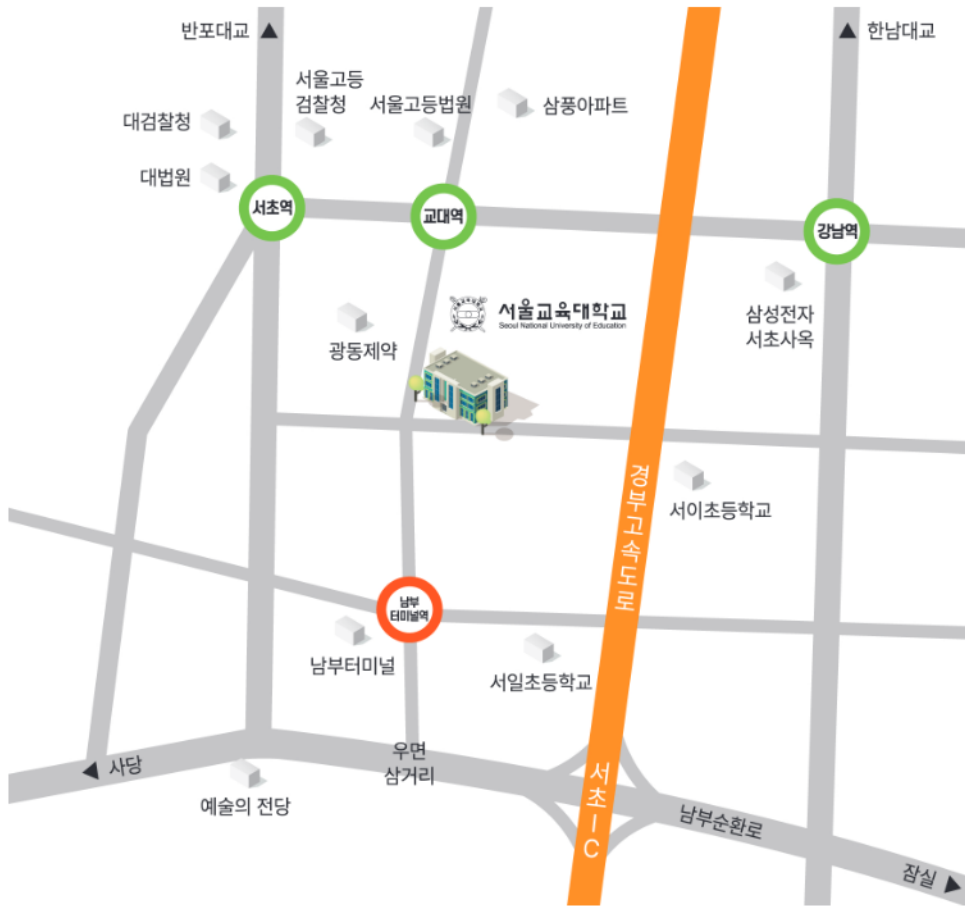 반포대교
한남대교
서울고등
검찰청
서울고등법원
삼풍아파트
대검찰청
대법원
서초역
교대역
강남역
서울교육대학교
Seoul National University of Education
삼성전자
서초사옥
광동제약
경부고속도로
서이초등학교
남부
터미널역
남부터미널
서일초등학교
우면
삼거리
사당
서초IC
예술의 전당
남부순환로
잠실